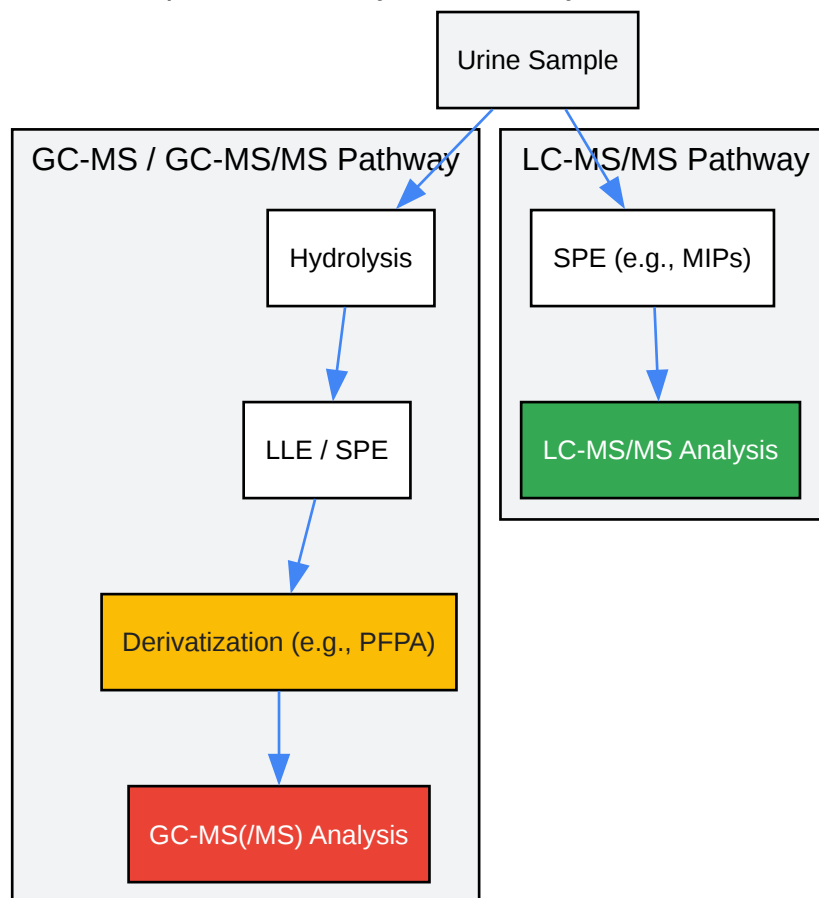 Urine Sample
GC-MS / GC-MS/MS Pathway
LC-MS/MS Pathway
Hydrolysis
SPE (e.g., MIPs)
LLE / SPE
LC-MS/MS Analysis
Derivatization (e.g., PFPA)
GC-MS(/MS) Analysis